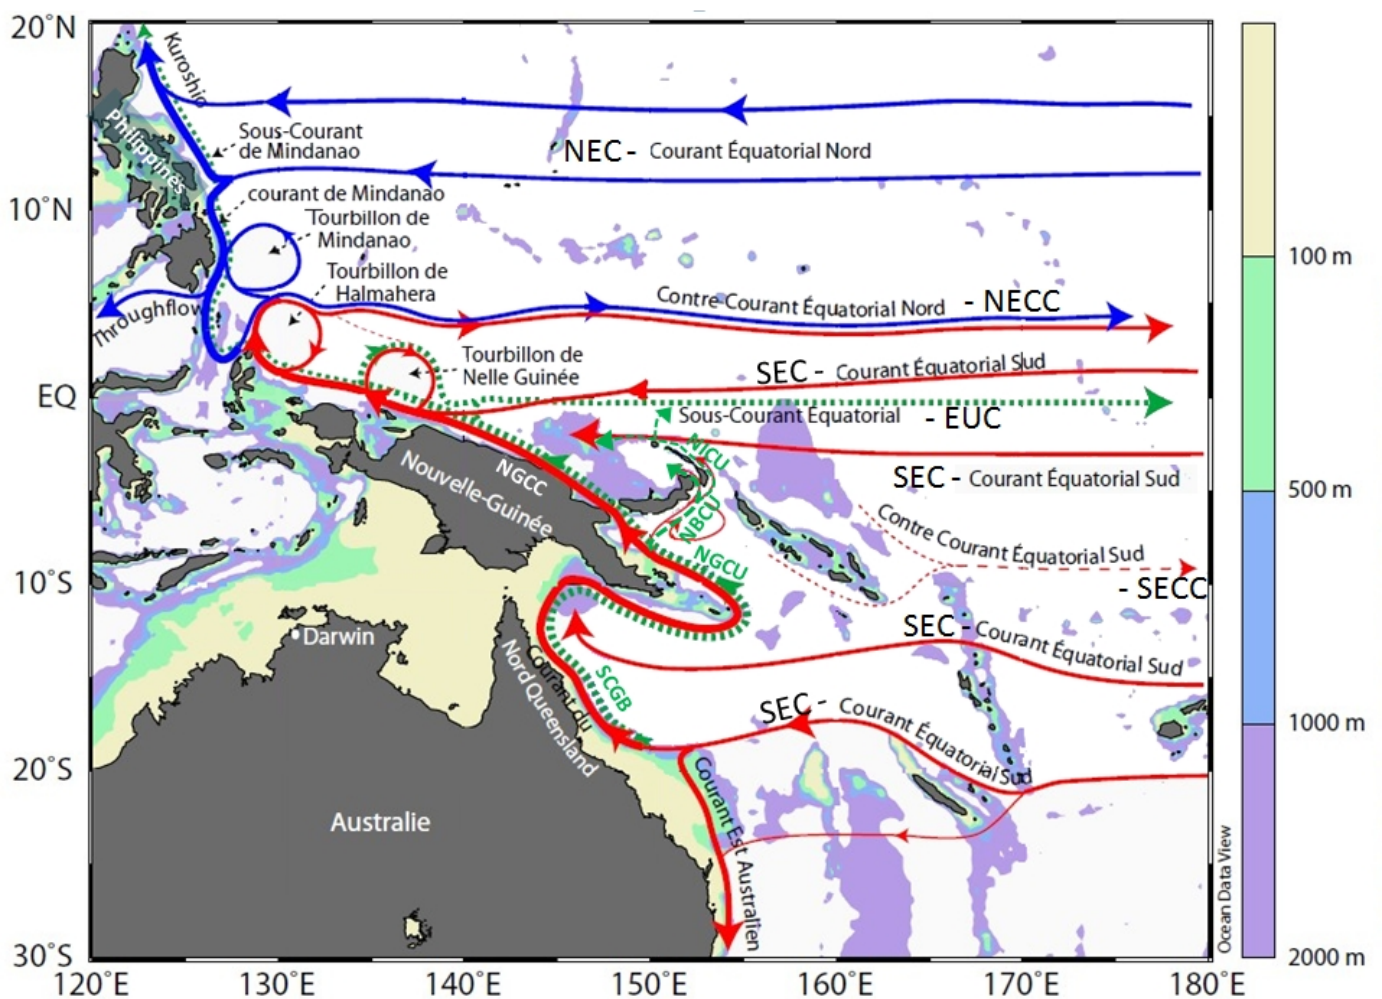 20°N
10°N
EQ
10°S
20°S
30°S
120°E
130°E
140°E
150°E
160°E
170°E
180°E
Kuroshio
Philippines
Sous-Courant
de Mindanao
NEC - Courant Équatorial Nord
courant de Mindanao
Tourbillon de
Mindanao
Tourbillon de
Halmahera
Throughflow
Contre Courant Équatorial Nord - NECC
Tourbillon de
Nelle Guinée
SEC - Courant Équatorial Sud
Sous-Courant Equatorial - EUC
NICU
SEC - Courant Équatorial Sud
NGCC
Nouvelle-Guinée
NBCU
NGCU
Contre Courant Équatorial Sud
- SECC
Darwin
SEC - Courant Équatorial Sud
SCGB
Courant du
Nord Queensland
SEC - Courant Équatorial Sud
Courant Est Australien
Australie
100 m
500 m
1000 m
2000 m
Ocean Data View